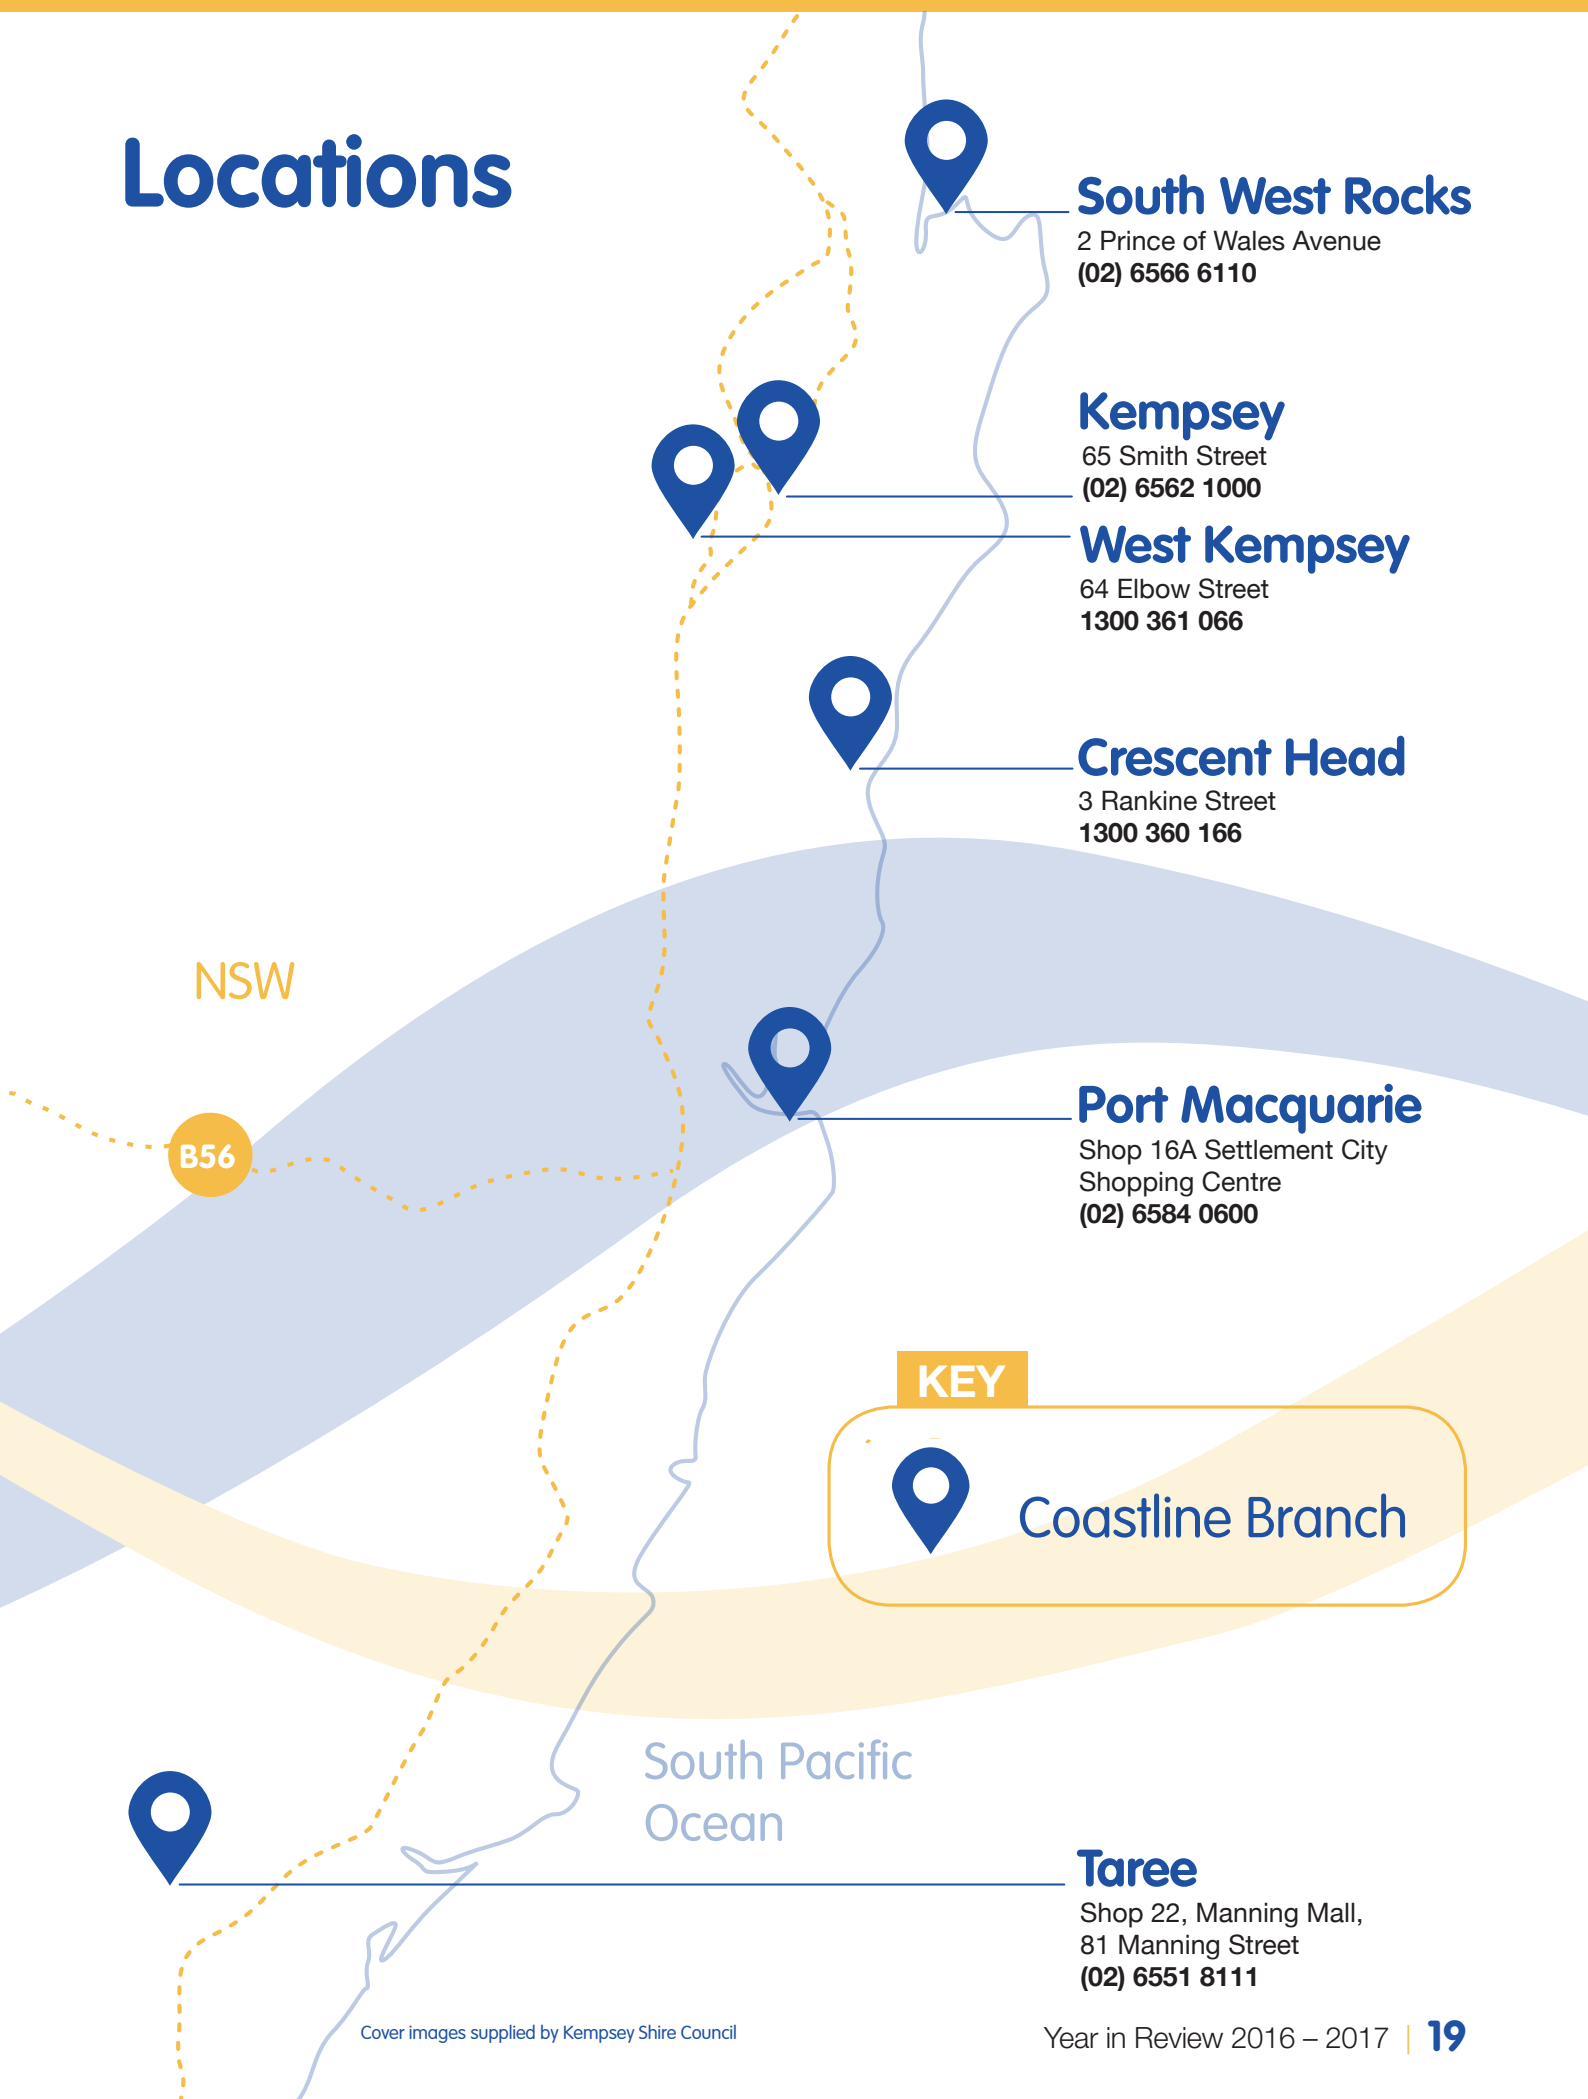 Locations
South West Rocks
2 Prince of Wales Avenue
(02) 6566 6110
Kempsey
65 Smith Street
(02) 6562 1000
West Kempsey
64 Elbow Street
1300 361 066
Crescent Head
3 Rankine Street
1300 360 166
NSW
B56
Port Macquarie
Shop 16A Settlement City
Shopping Centre
(02) 6584 0600
KEY
Coastline Branch
South Pacific
Ocean
Taree
Shop 22, Manning Mall,
81 Manning Street
(02) 6551 8111
Cover images supplied by Kempsey Shire Council
Year in Review 2016 – 2017 | 19